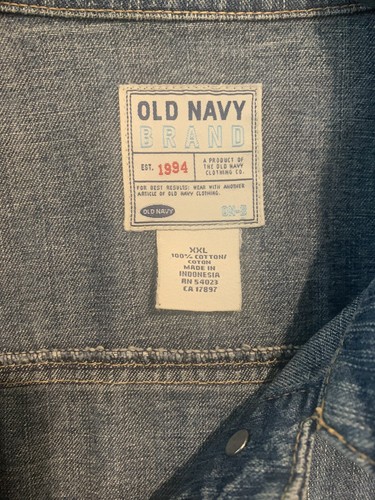 OLD NAVY
BRAND
EST. 1994
A PRODUCT OF
THE OLD NAVY
CLOTHING CO.
FOR BEST RESULTS: WEAR WITH ANOTHER
ARTICLE OF OLD NAVY CLOTHING.
OLD NAVY
XXL
100% COTTON/
COTON
MADE IN
INDONESIA
RN 54023
CA 17897